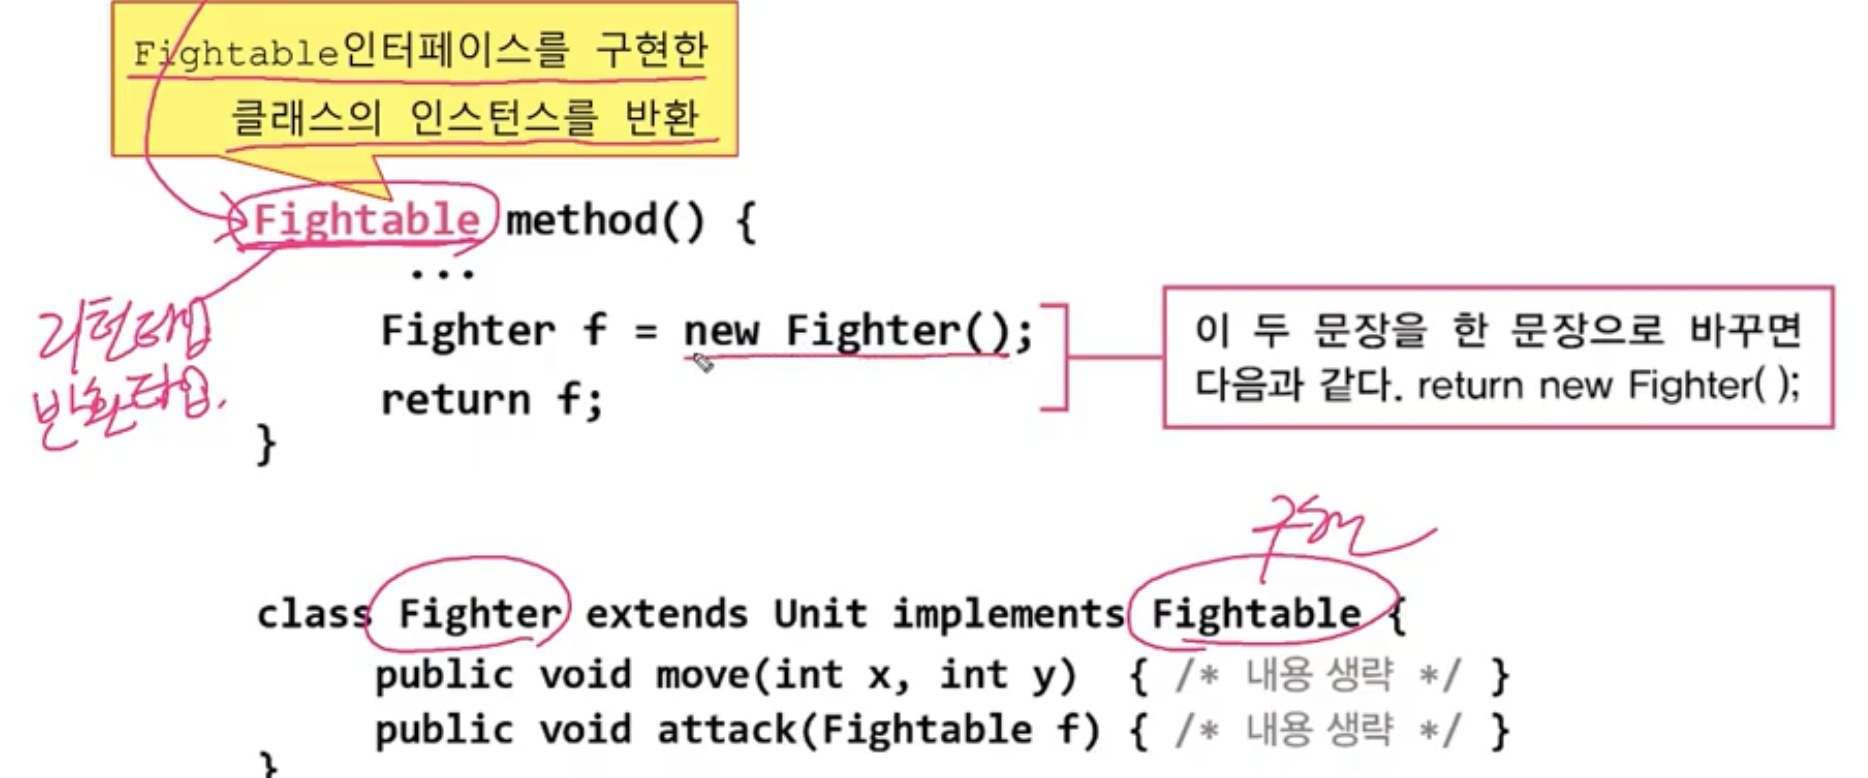 Fightable인터페이스를 구현한
클래스의 인스턴스를 반환
Fightable method() {
...
Fighter f = new Fighter();
return f;
}
이 두 문장을 한 문장으로 바꾸면
다음과 같다. return new Fighter( );
리턴타입
반환타입.
구현
class Fighter extends Unit implements Fightable {
public void move(int x, int y) { /* 내용 생략 */ }
public void attack(Fightable f) { /* 내용 생략 */ }
}